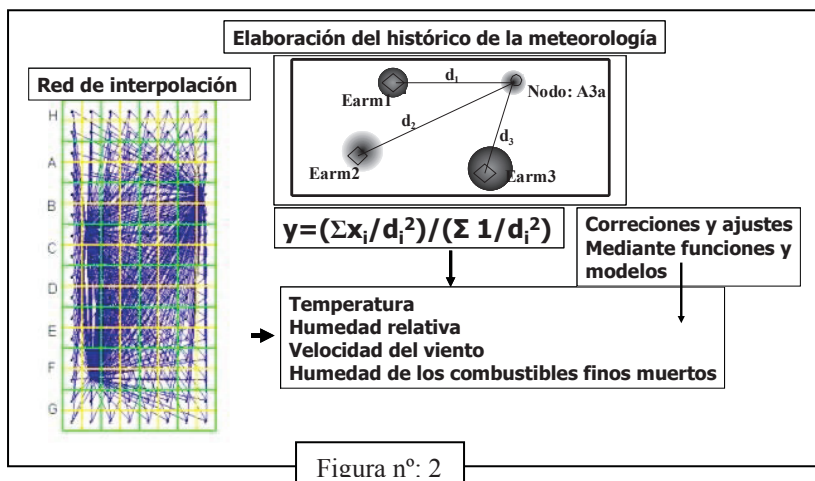 Elaboración del histórico de la meteorología
Red de interpolación
H
A
B
C
D
E
F
G
Earm1
d₁
Nodo: A3a
d₂
d₃
Earm2
Earm3
y=(Σxᵢ/dᵢ²)/(Σ 1/dᵢ²)
Correciones y ajustes
Mediante funciones y
modelos
Temperatura
Humedad relativa
Velocidad del viento
Humedad de los combustibles finos muertos
Figura nº: 2